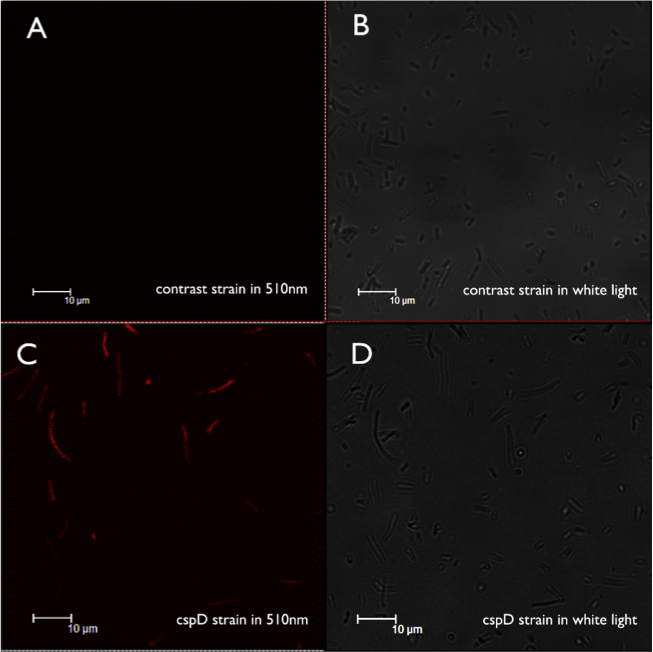 A
B
10 µm
contrast strain in 510nm
10 µm
contrast strain in white light
C
D
10 µm
cspD strain in 510nm
10 µm
cspD strain in white light